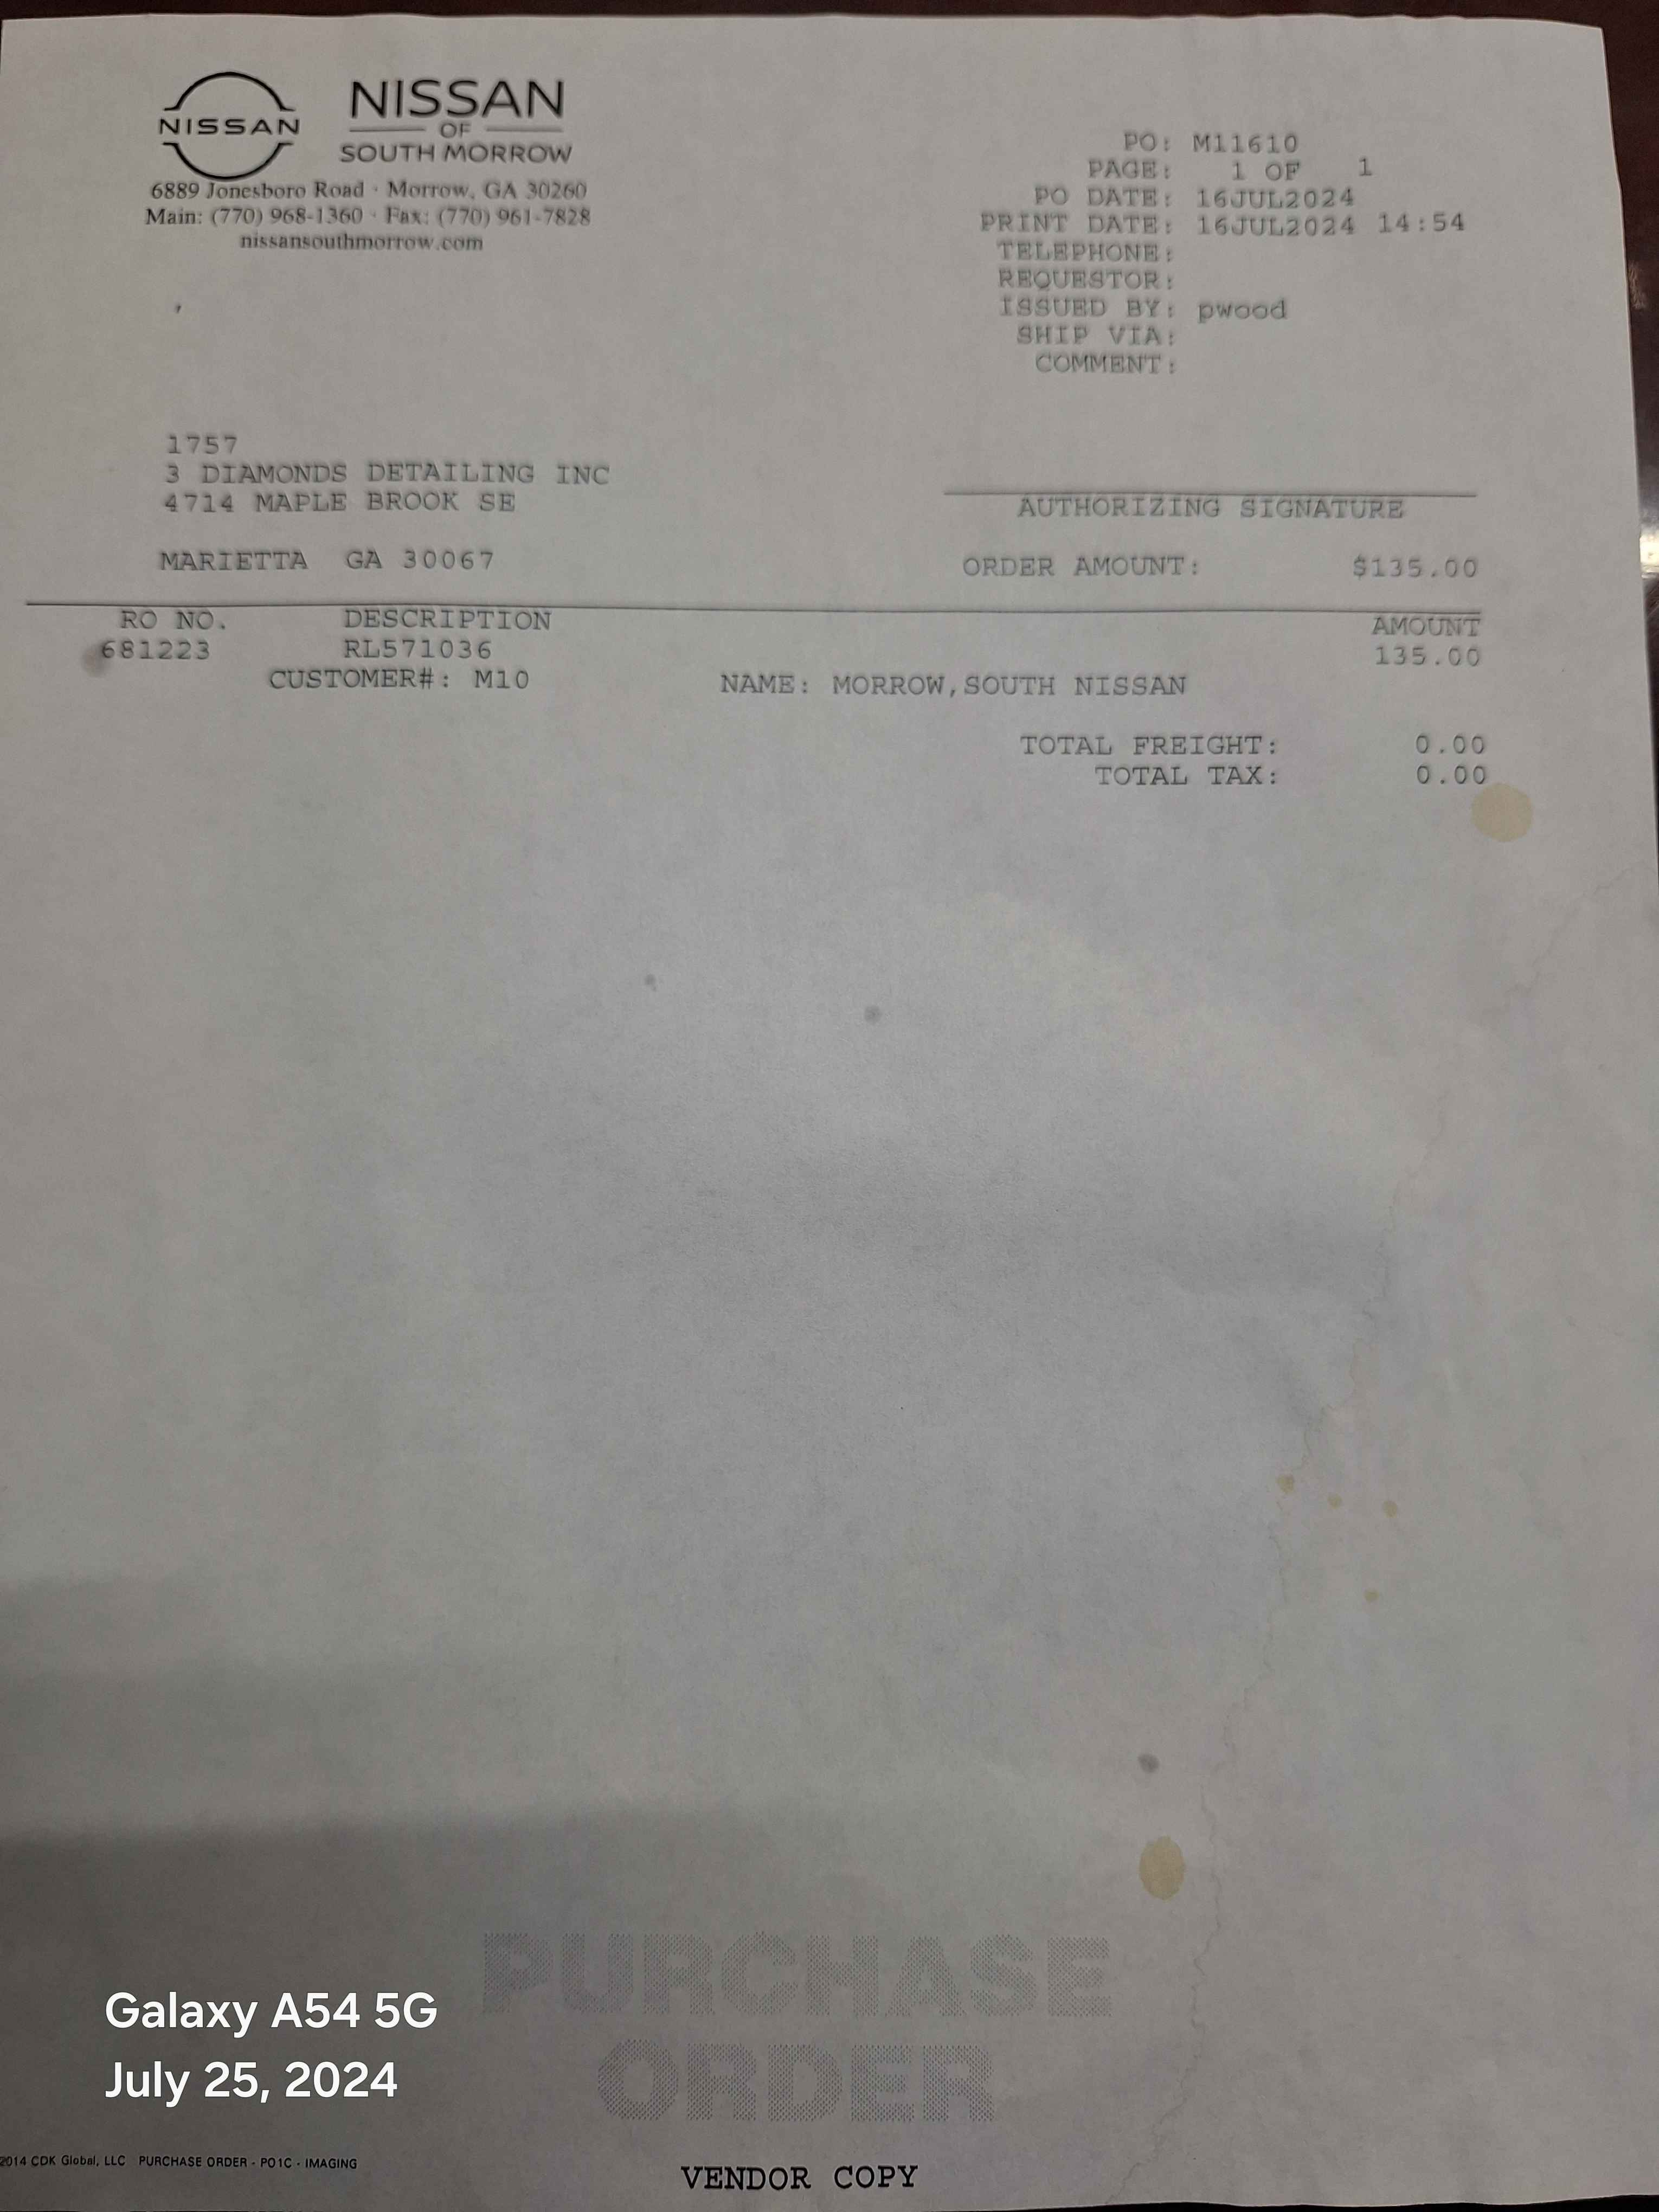 NISSAN
NISSAN
OF
SOUTH MORROW
6889 Jonesboro Road · Morrow, GA 30260
Main: (770) 968-1360 · Fax: (770) 961-7828
nissansouthmorrow.com
PO: M11610
PAGE: 1 OF 1
PO DATE: 16JUL2024
PRINT DATE: 16JUL2024 14:54
TELEPHONE:
REQUESTOR:
ISSUED BY: pwood
SHIP VIA:
COMMENT:
1757
3 DIAMONDS DETAILING INC
4714 MAPLE BROOK SE
MARIETTA GA 30067
AUTHORIZING SIGNATURE
ORDER AMOUNT: $135.00
RO NO. DESCRIPTION AMOUNT
681223 RL571036 135.00
CUSTOMER#: M10 NAME: MORROW,SOUTH NISSAN
TOTAL FREIGHT: 0.00
TOTAL TAX: 0.00
PURCHASE
ORDER
Galaxy A54 5G
July 25, 2024
2014 CDK Global, LLC PURCHASE ORDER - PO1C - IMAGING
VENDOR COPY